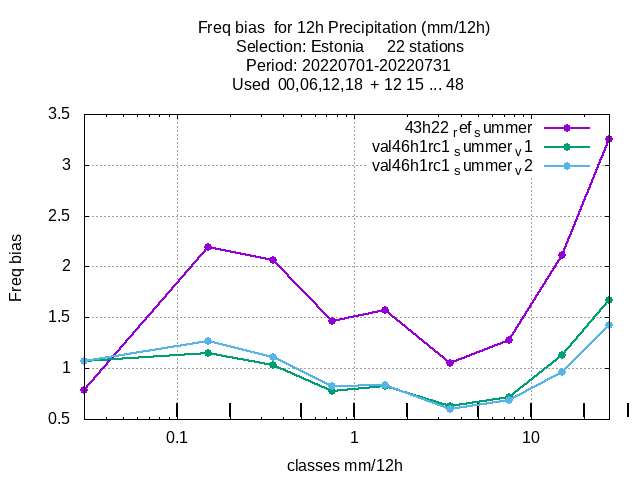 Freq bias  for 12h Precipitation (mm/12h)
Selection: Estonia     22 stations
Period: 20220701-20220731
Used  00,06,12,18  + 12 15 ... 48
3.5
3
2.5
2
1.5
1
0.5
Freq bias
43h22 ref summer
val46h1rc1 summer v1
val46h1rc1 summer v2
0.1
1
10
classes mm/12h